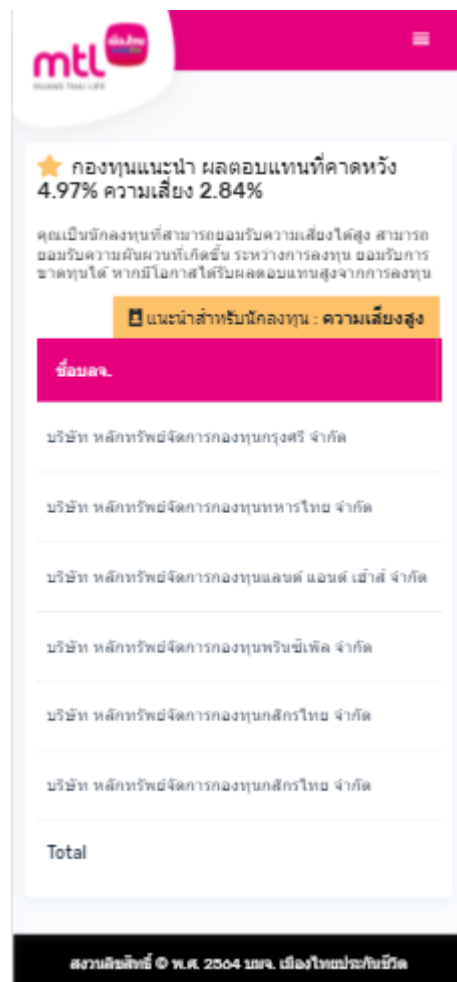 mtl
เมืองไทย
MUANG THAI LIFE
กองทุนแนะนำ ผลตอบแทนที่คาดหวัง
4.97% ความเสี่ยง 2.84%
คุณเป็นนักลงทุนที่สามารถยอมรับความเสี่ยงได้สูง สามารถ
ยอมรับความผันผวนที่เกิดขึ้น ระหว่างการลงทุน ยอมรับการ
ขาดทุนได้ หากมีโอกาสได้รับผลตอบแทนสูงจากการลงทุน
แนะนำสำหรับนักลงทุน : ความเสี่ยงสูง
ชื่อบลจ.
บริษัท หลักทรัพย์จัดการกองทุนกรุงศรี จำกัด
บริษัท หลักทรัพย์จัดการกองทุนทหารไทย จำกัด
บริษัท หลักทรัพย์จัดการกองทุนแลนด์ แอนด์ เฮ้าส์ จำกัด
บริษัท หลักทรัพย์จัดการกองทุนพรินซิเพิล จำกัด
บริษัท หลักทรัพย์จัดการกองทุนกสิกรไทย จำกัด
บริษัท หลักทรัพย์จัดการกองทุนกสิกรไทย จำกัด
Total
สงวนลิขสิทธิ์ © พ.ศ. 2564 บมจ. เมืองไทยประกันชีวิต